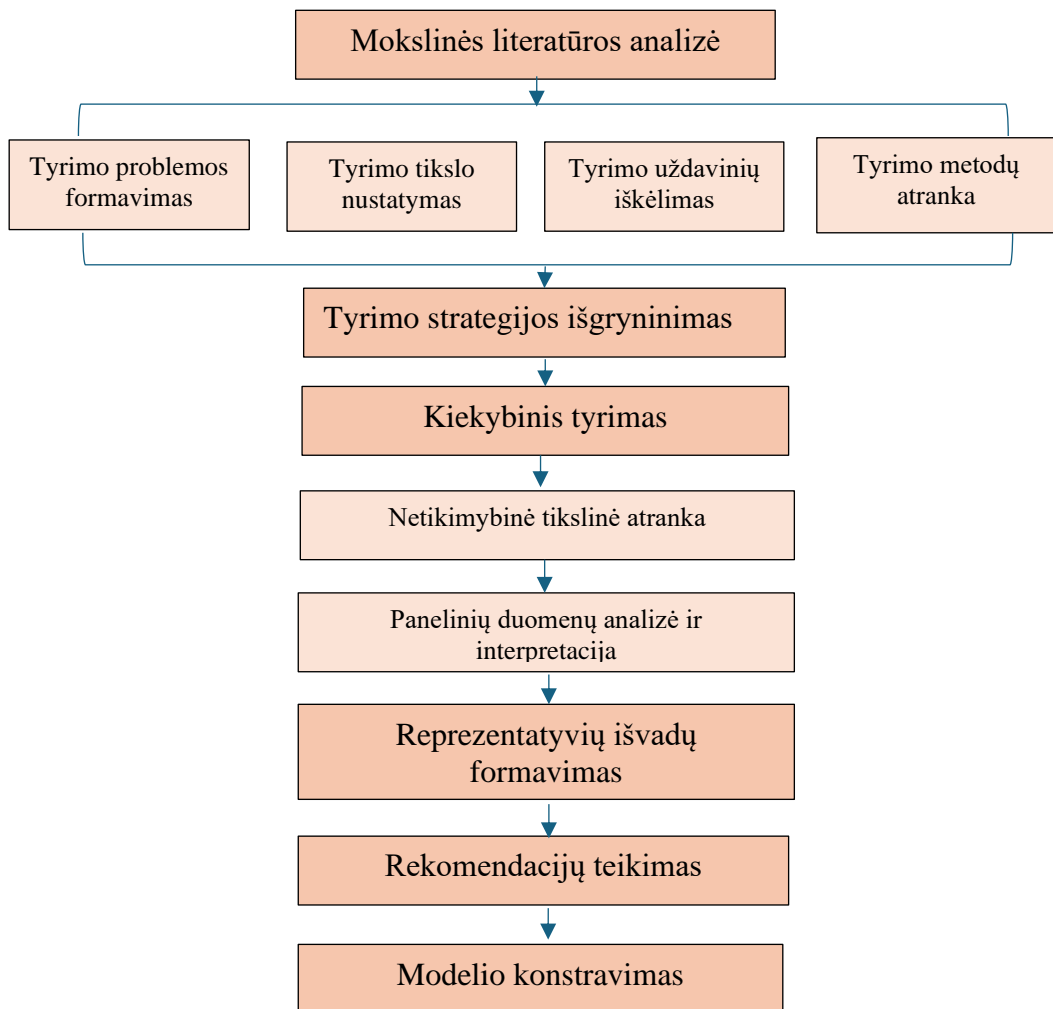 Mokslinės literatūros analizė
Tyrimo problemos
formavimas
Tyrimo tikslo
nustatymas
Tyrimo uždavinių
iškėlimas
Tyrimo metodų
atranka
Tyrimo strategijos išgryninimas
Kiekybinis tyrimas
Netikimybinė tikslinė atranka
Panelinių duomenų analizė ir
interpretacija
Reprezentatyvių išvadų
formavimas
Rekomendacijų teikimas
Modelio konstravimas